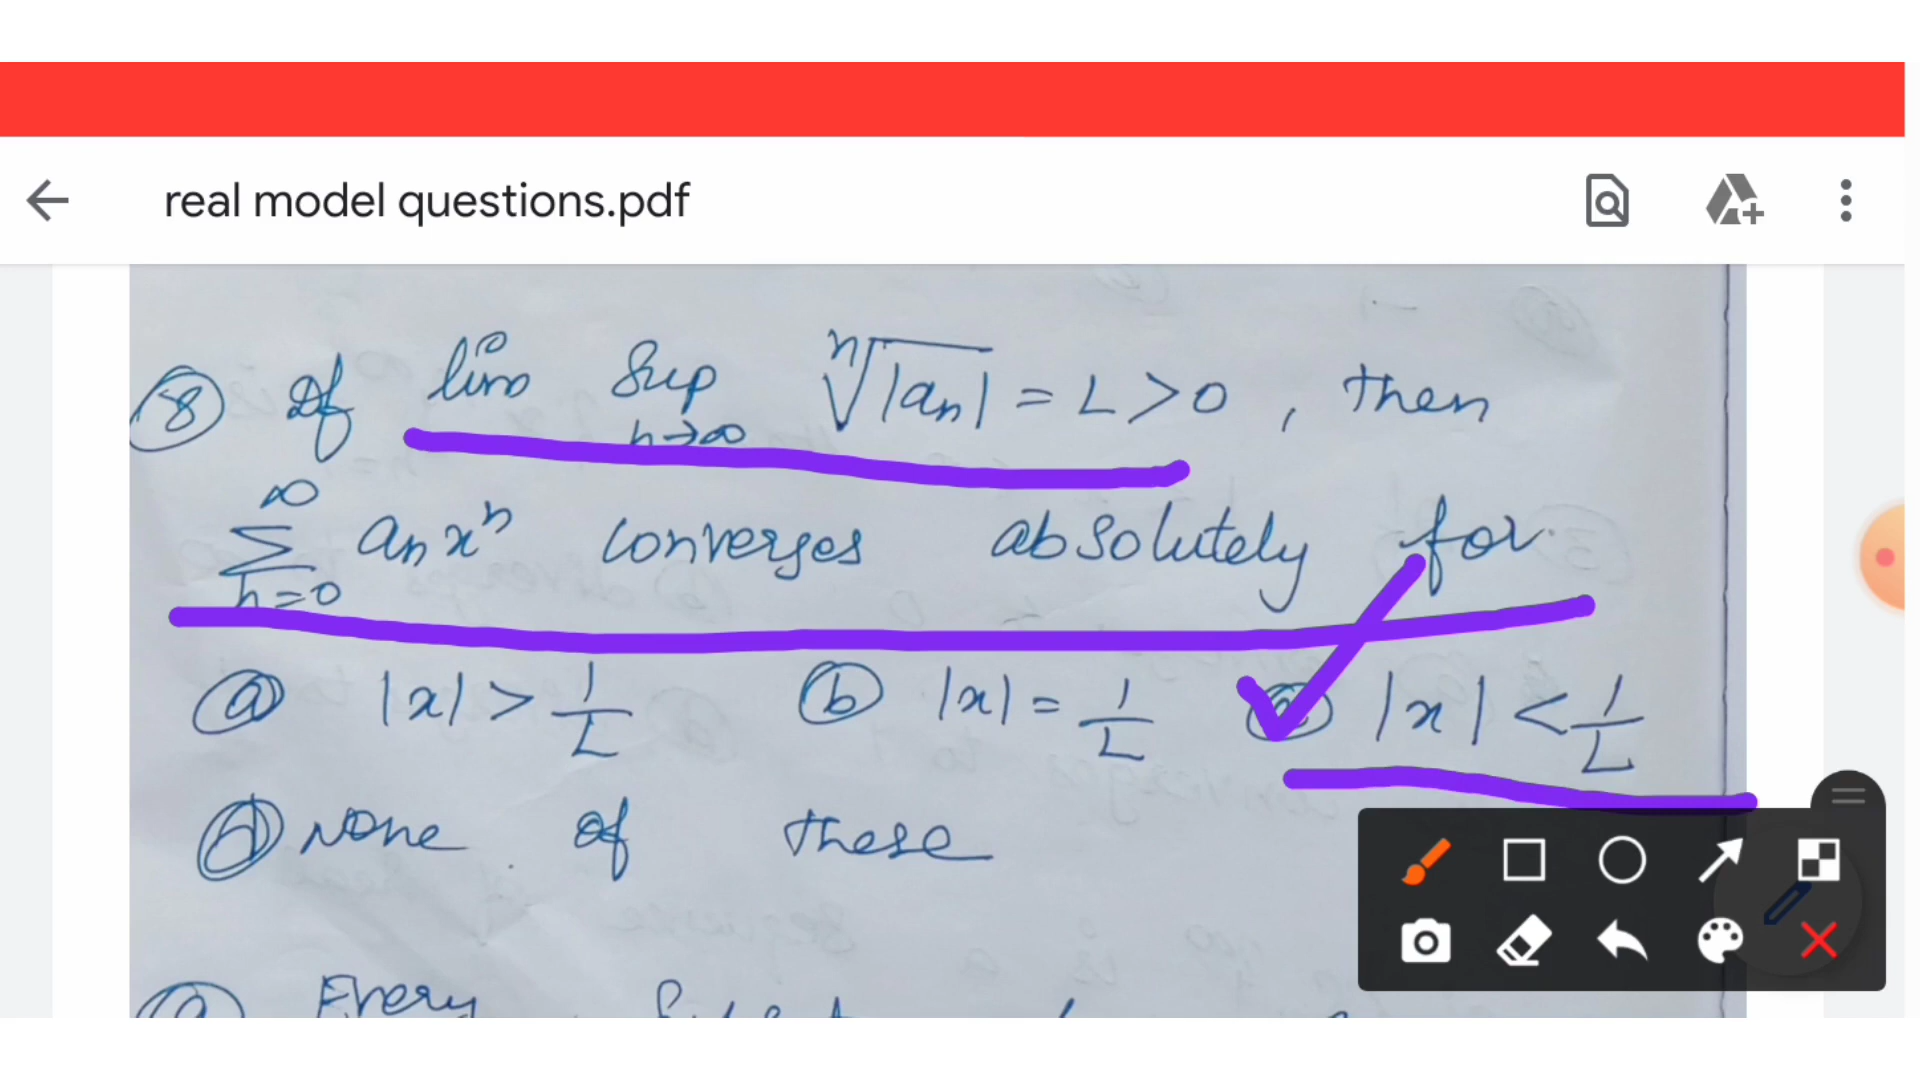 real model questions.pdf
⑧ If lim Sup n→∞ ⁿ√|aₙ| = L > 0 , then
∞ Σ n=0 aₙxⁿ converges absolutely for
ⓐ |x| > 1/L ⓑ |x| = 1/L ⓒ |x| < 1/L
ⓓ None of these
Every